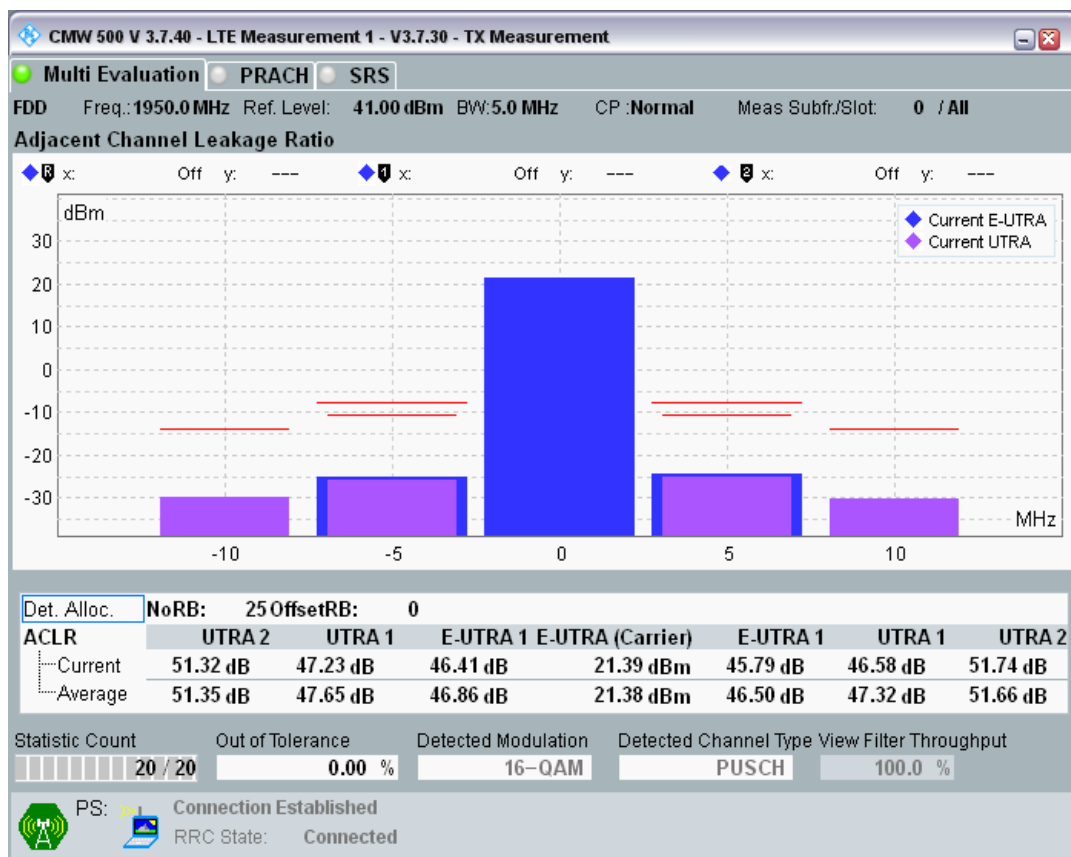 CMW 500 V 3.7.40 - LTE Measurement 1 - V3.7.30 - TX Measurement
Multi Evaluation PRACH SRS
FDD Freq.: 1950.0 MHz Ref. Level: 41.00 dBm BW: 5.0 MHz CP : Normal Meas Subfr./Slot: 0 / All
Adjacent Channel Leakage Ratio
R x: Off y: --- 1 x: Off y: --- 2 x: Off y: ---
dBm
Current E-UTRA
Current UTRA
30
20
10
0
-10
-20
-30
MHz
-10 -5 0 5 10
Det. Alloc. NoRB: 25 OffsetRB: 0
ACLR UTRA 2 UTRA 1 E-UTRA 1 E-UTRA (Carrier) E-UTRA 1 UTRA 1 UTRA 2
Current 51.32 dB 47.23 dB 46.41 dB 21.39 dBm 45.79 dB 46.58 dB 51.74 dB
Average 51.35 dB 47.65 dB 46.86 dB 21.38 dBm 46.50 dB 47.32 dB 51.66 dB
Statistic Count Out of Tolerance Detected Modulation Detected Channel Type View Filter Throughput
20 / 20 0.00 % 16-QAM PUSCH 100.0 %
PS: Connection Established
RRC State: Connected